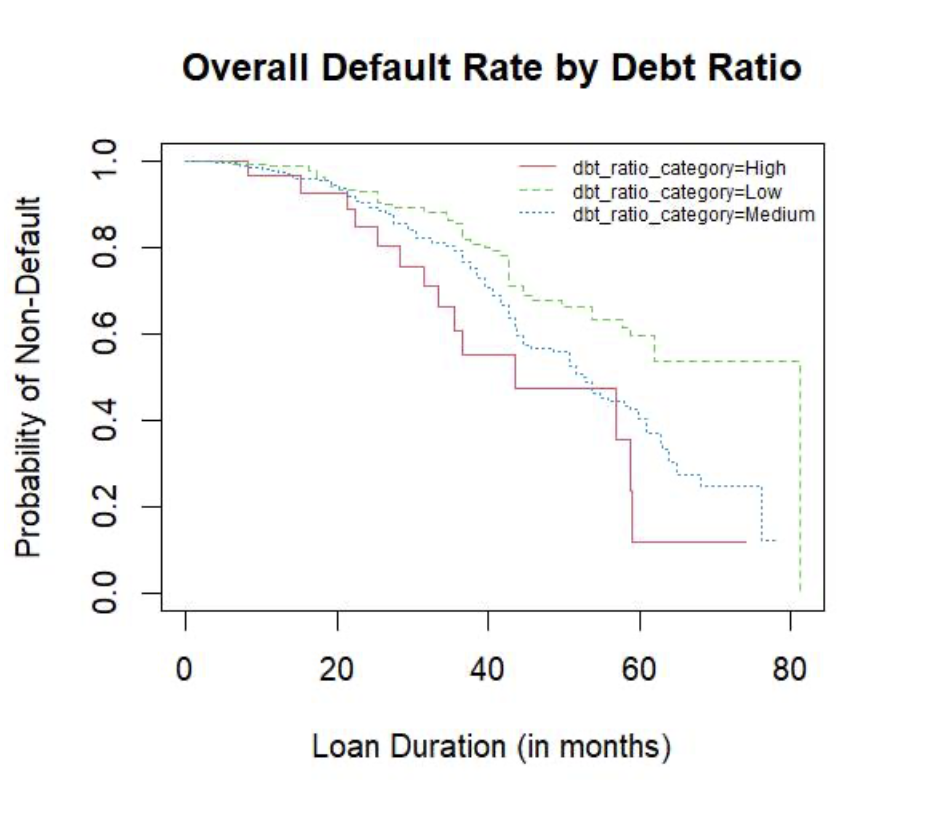 Overall Default Rate by Debt Ratio
Probability of Non-Default
1.0
0.8
0.6
0.4
0.2
0.0
dbt_ratio_category=High
dbt_ratio_category=Low
dbt_ratio_category=Medium
0 20 40 60 80
Loan Duration (in months)